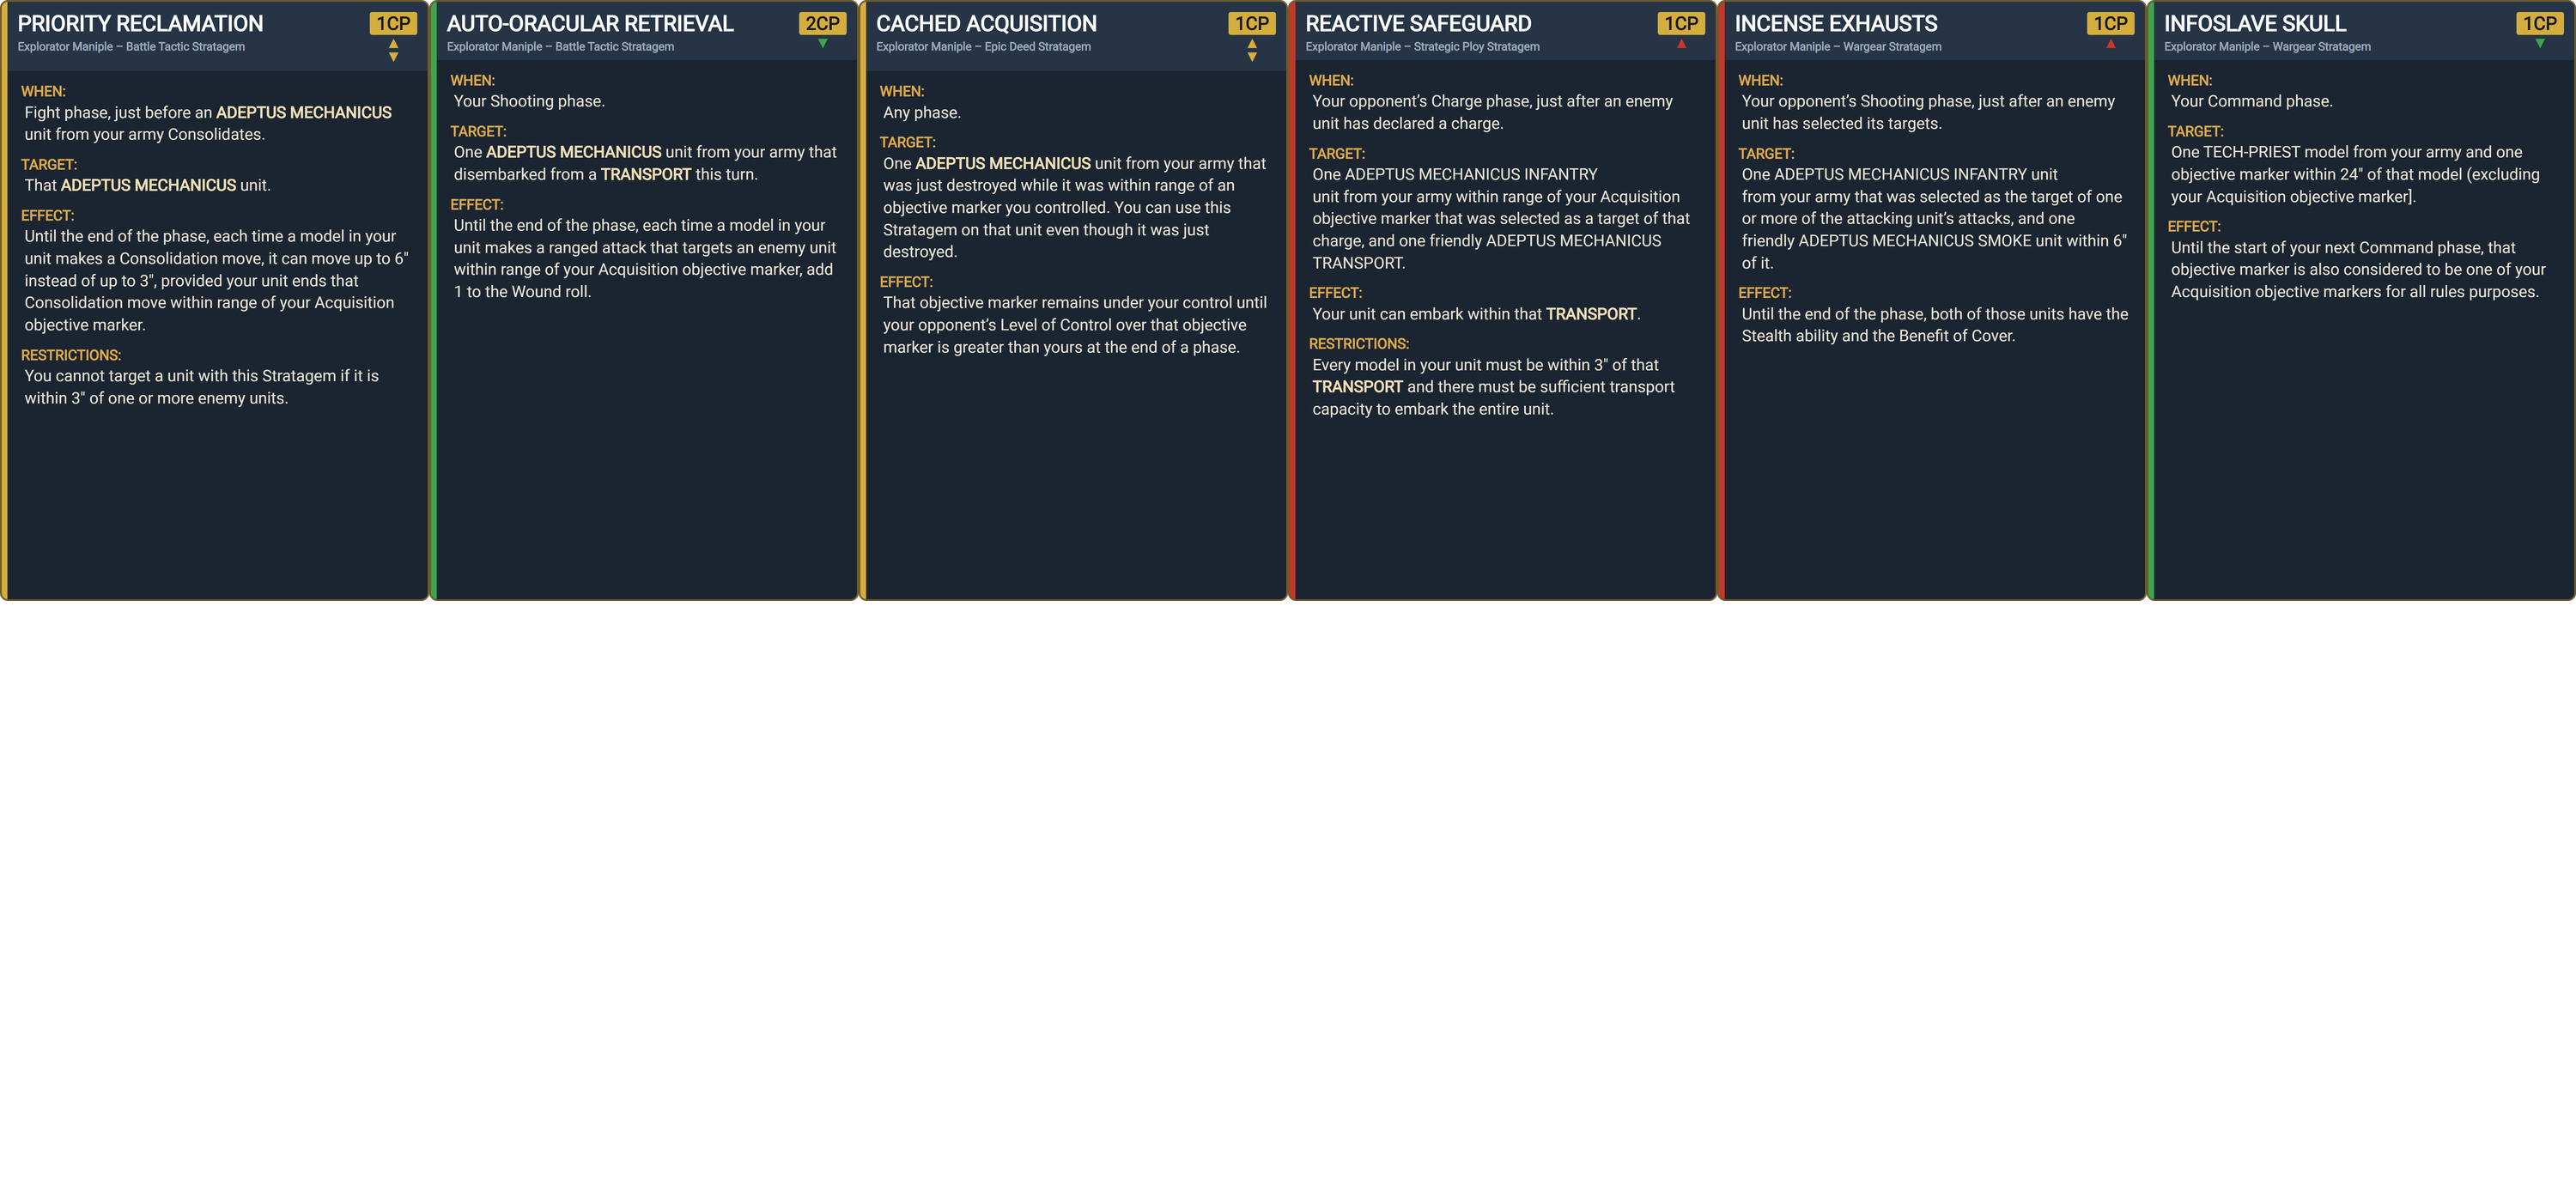 PRIORITY RECLAMATION
1CP
Explorator Maniple – Battle Tactic Stratagem
WHEN:
Fight phase, just before an ADEPTUS MECHANICUS
unit from your army Consolidates.
TARGET:
That ADEPTUS MECHANICUS unit.
EFFECT:
Until the end of the phase, each time a model in your
unit makes a Consolidation move, it can move up to 6"
instead of up to 3", provided your unit ends that
Consolidation move within range of your Acquisition
objective marker.
RESTRICTIONS:
You cannot target a unit with this Stratagem if it is
within 3" of one or more enemy units.
AUTO-ORACULAR RETRIEVAL
2CP
Explorator Maniple – Battle Tactic Stratagem
WHEN:
Your Shooting phase.
TARGET:
One ADEPTUS MECHANICUS unit from your army that
disembarked from a TRANSPORT this turn.
EFFECT:
Until the end of the phase, each time a model in your
unit makes a ranged attack that targets an enemy unit
within range of your Acquisition objective marker, add
1 to the Wound roll.
CACHED ACQUISITION
1CP
Explorator Maniple – Epic Deed Stratagem
WHEN:
Any phase.
TARGET:
One ADEPTUS MECHANICUS unit from your army that
was just destroyed while it was within range of an
objective marker you controlled. You can use this
Stratagem on that unit even though it was just
destroyed.
EFFECT:
That objective marker remains under your control until
your opponent’s Level of Control over that objective
marker is greater than yours at the end of a phase.
REACTIVE SAFEGUARD
1CP
Explorator Maniple – Strategic Ploy Stratagem
WHEN:
Your opponent’s Charge phase, just after an enemy
unit has declared a charge.
TARGET:
One ADEPTUS MECHANICUS INFANTRY
unit from your army within range of your Acquisition
objective marker that was selected as a target of that
charge, and one friendly ADEPTUS MECHANICUS
TRANSPORT.
EFFECT:
Your unit can embark within that TRANSPORT.
RESTRICTIONS:
Every model in your unit must be within 3" of that
TRANSPORT and there must be sufficient transport
capacity to embark the entire unit.
INCENSE EXHAUSTS
1CP
Explorator Maniple – Wargear Stratagem
WHEN:
Your opponent’s Shooting phase, just after an enemy
unit has selected its targets.
TARGET:
One ADEPTUS MECHANICUS INFANTRY unit
from your army that was selected as the target of one
or more of the attacking unit’s attacks, and one
friendly ADEPTUS MECHANICUS SMOKE unit within 6"
of it.
EFFECT:
Until the end of the phase, both of those units have the
Stealth ability and the Benefit of Cover.
INFOSLAVE SKULL
1CP
Explorator Maniple – Wargear Stratagem
WHEN:
Your Command phase.
TARGET:
One TECH-PRIEST model from your army and one
objective marker within 24" of that model (excluding
your Acquisition objective marker].
EFFECT:
Until the start of your next Command phase, that
objective marker is also considered to be one of your
Acquisition objective markers for all rules purposes.